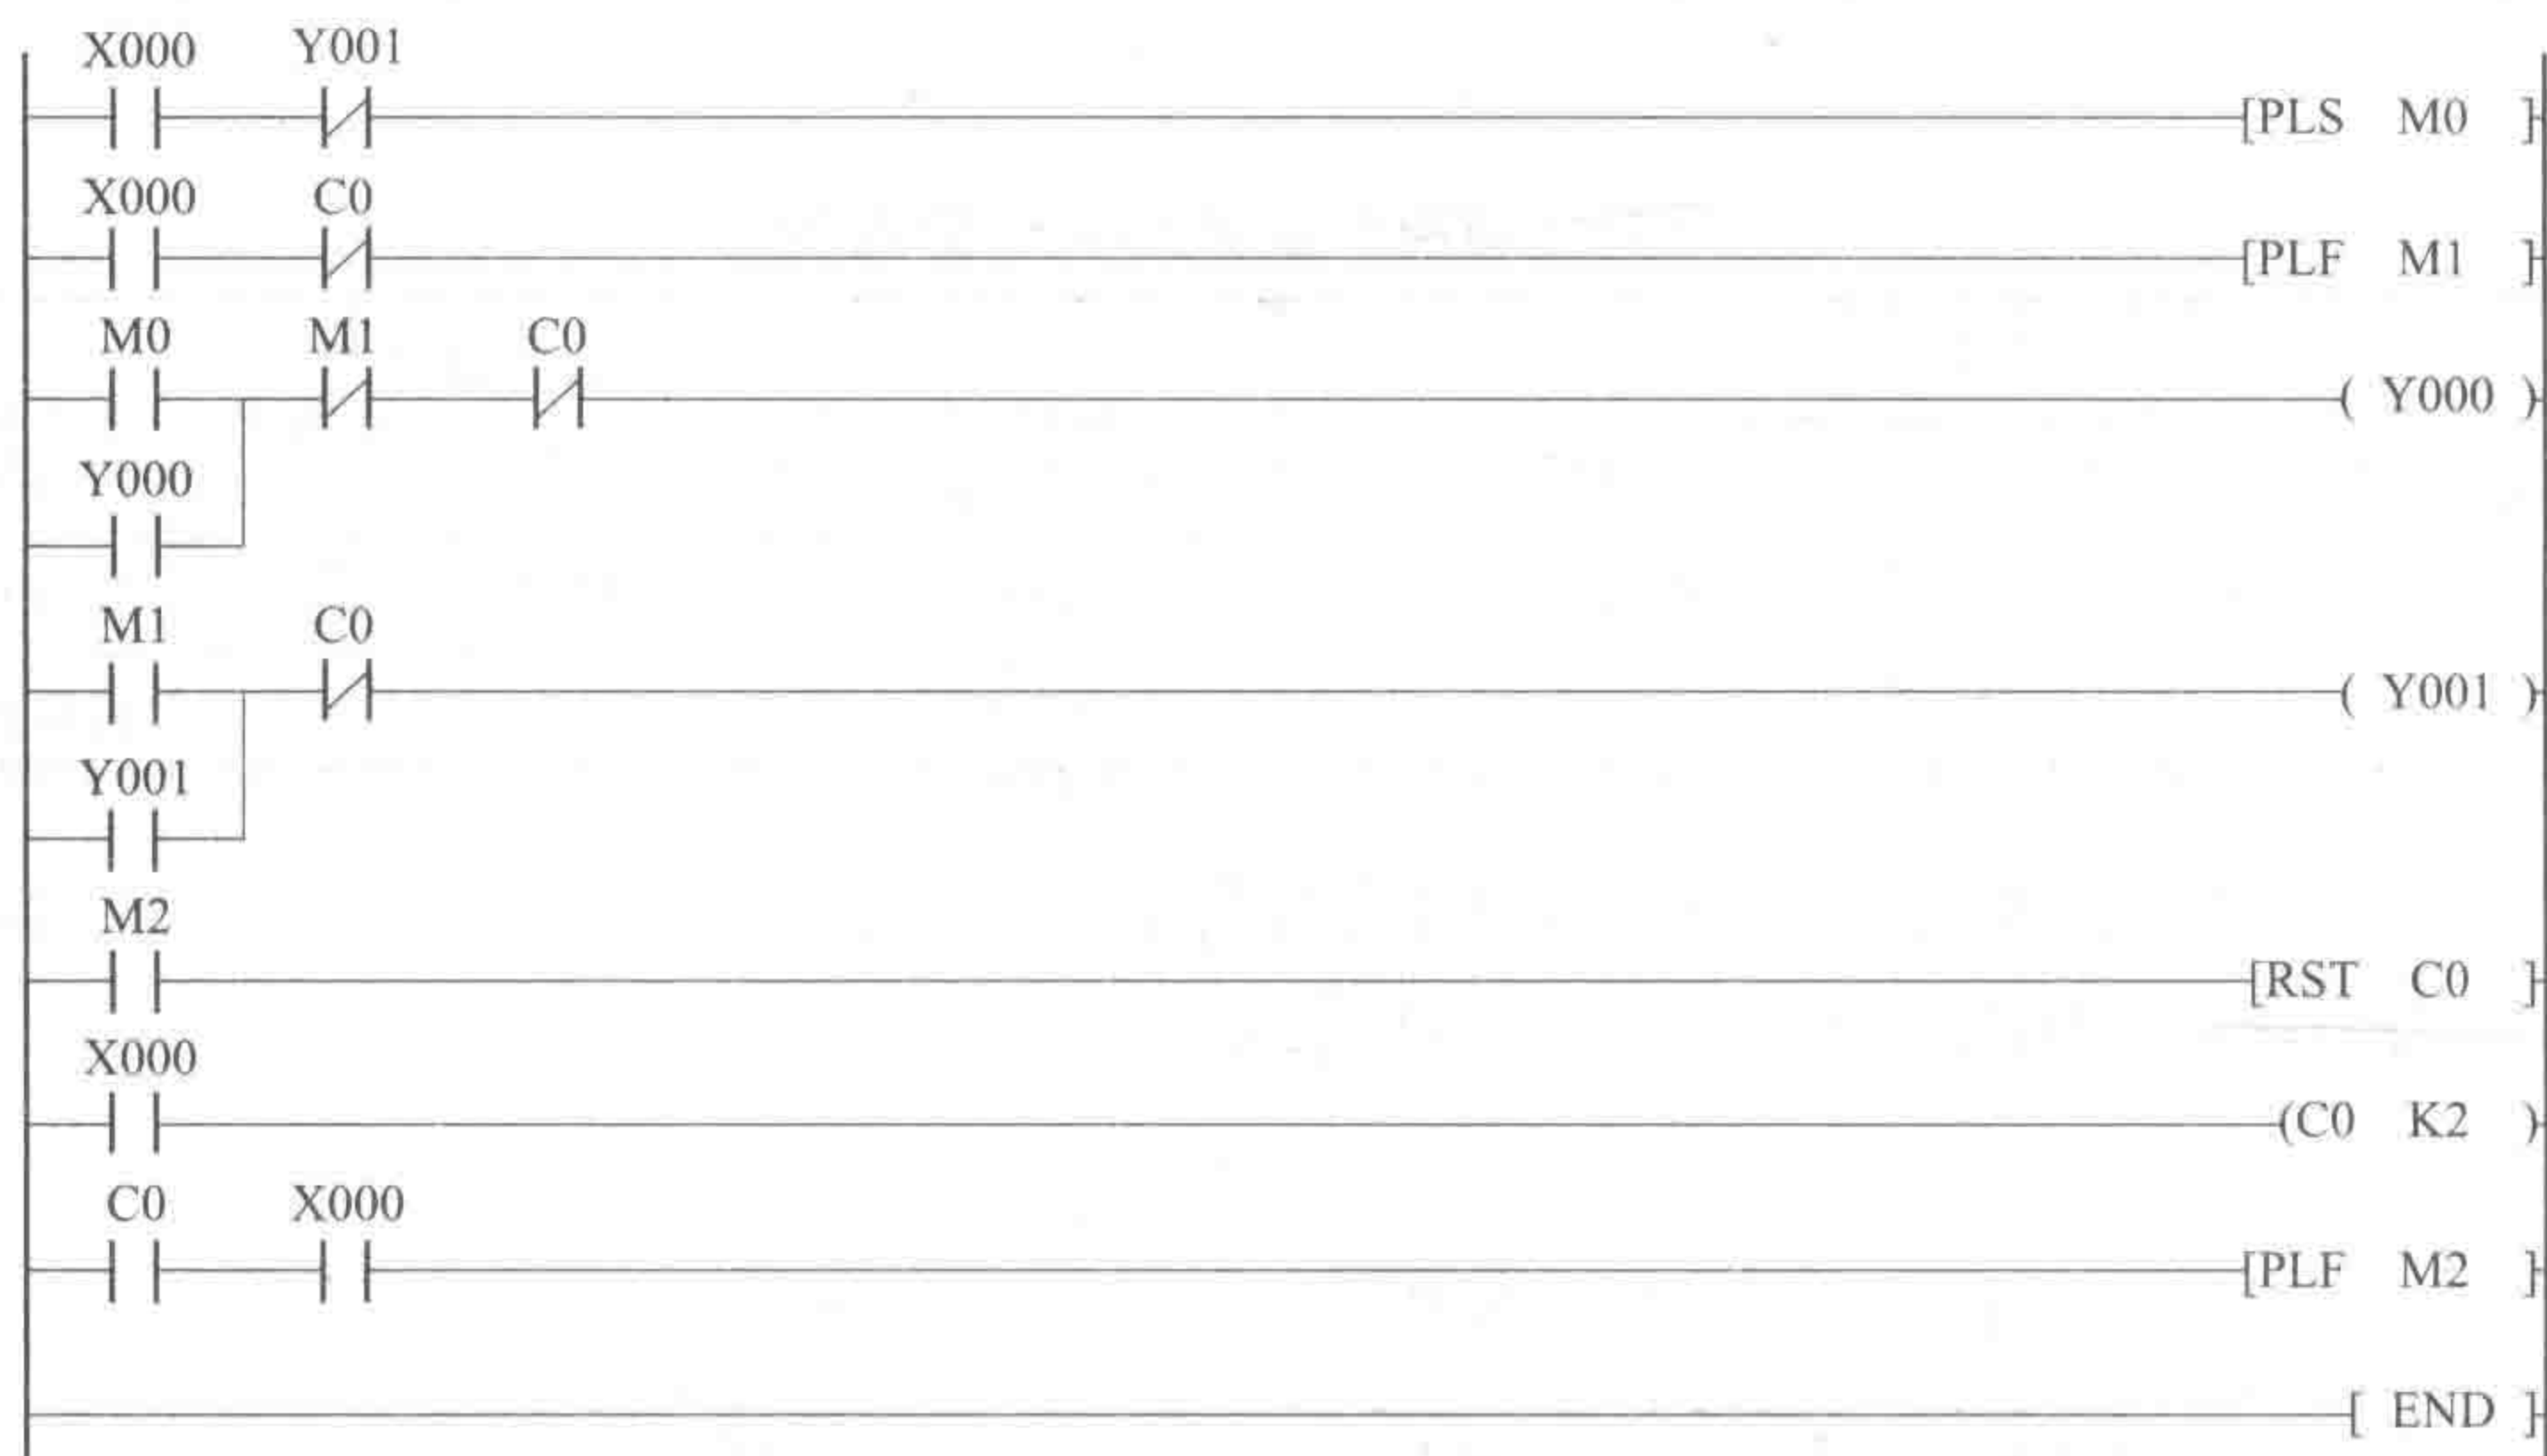 X000 Y001
[PLS M0 ]
X000 C0
[PLF M1 ]
M0 M1 C0
( Y000 )
Y000
M1 C0
( Y001 )
Y001
M2
[RST C0 ]
X000
(C0 K2 )
C0 X000
[PLF M2 ]
[ END ]